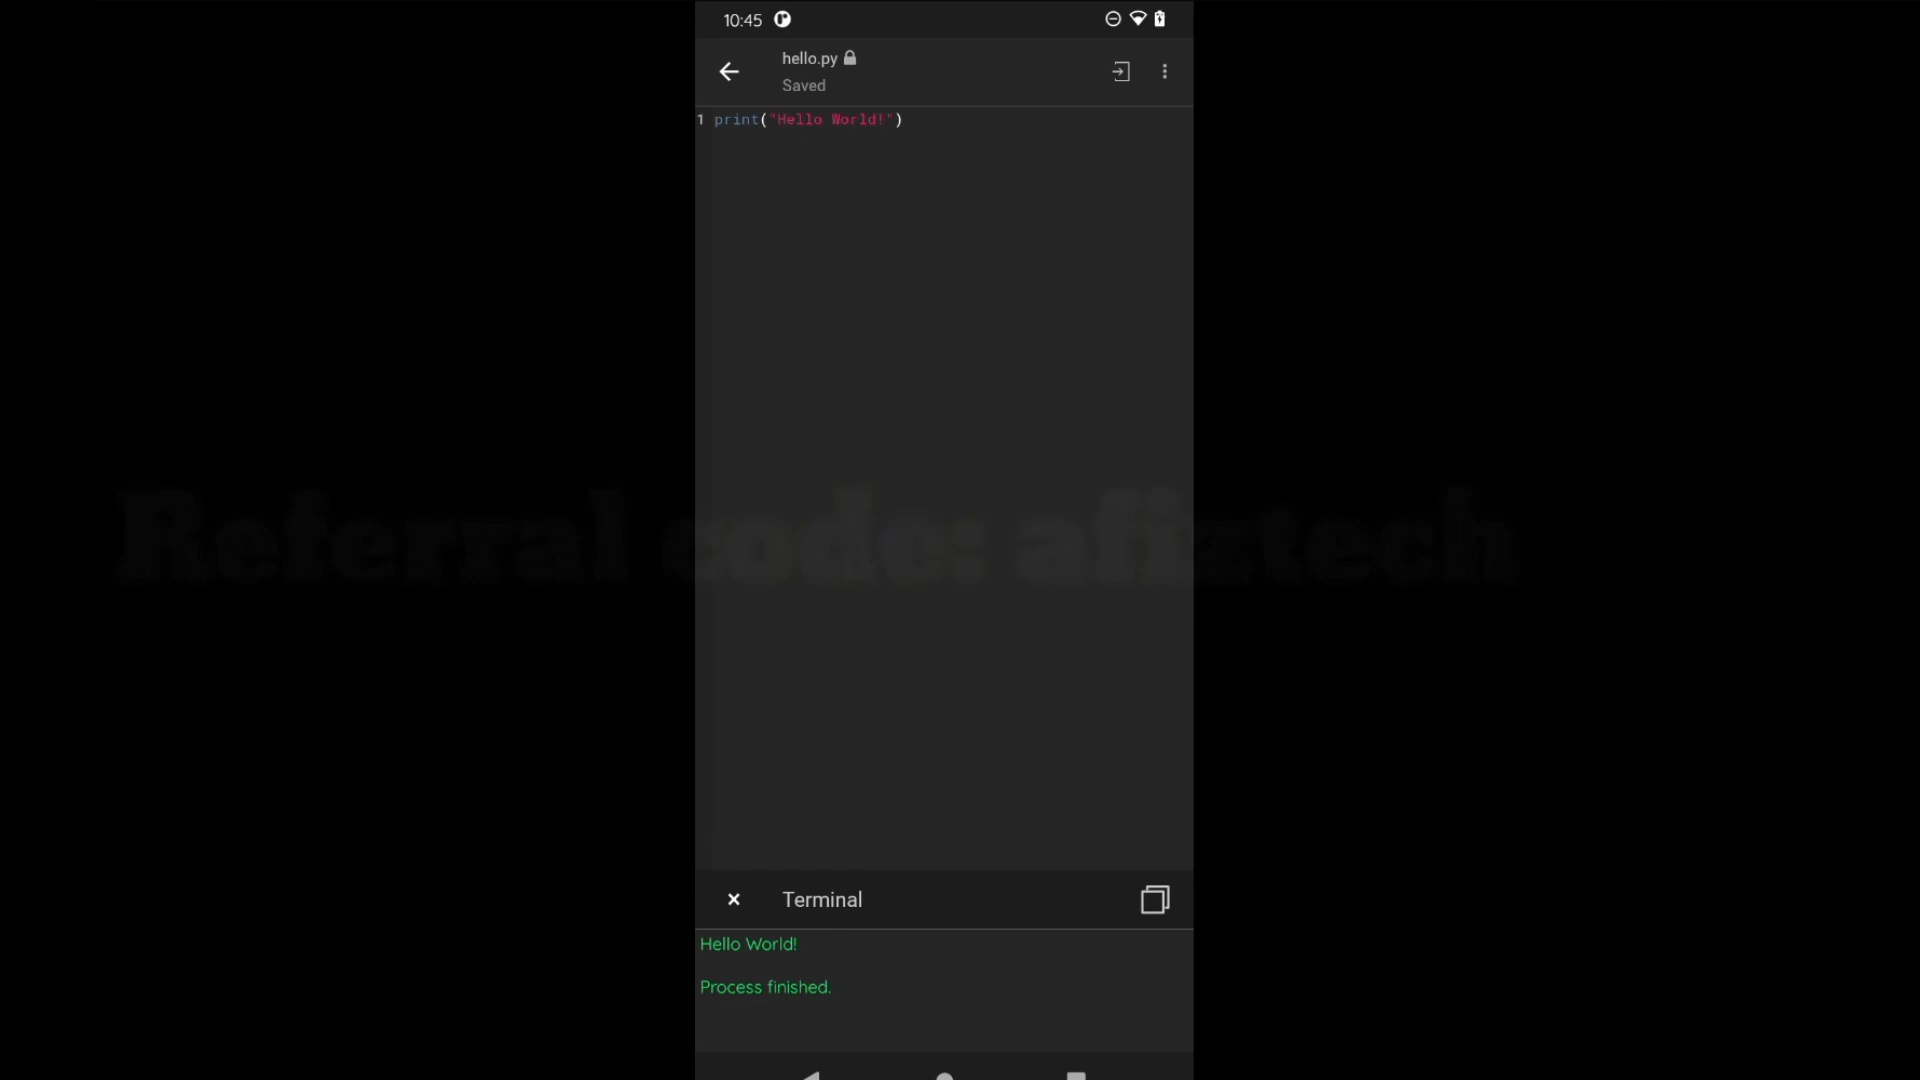 10:45
hello.py
Saved
1 print("Hello World!")
Referral code: afiztech
Terminal
Hello World!
Process finished.